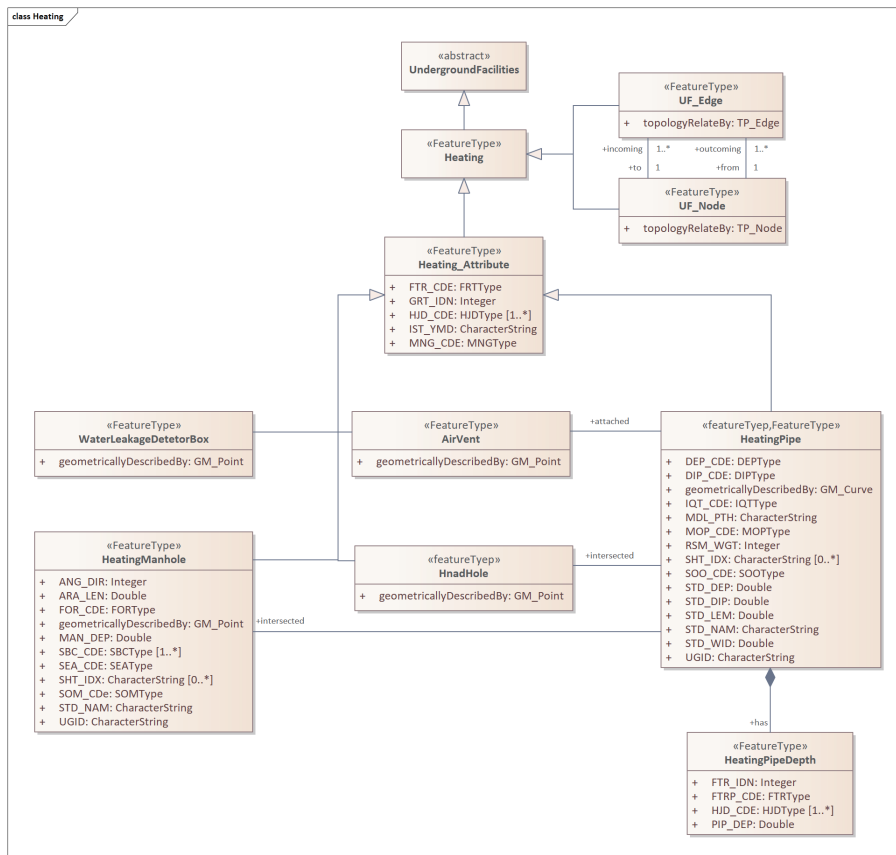 class Heating
«abstract»
UndergroundFacilities
«FeatureType»
Heating
«FeatureType»
UF_Edge
+ topologyRelateBy: TP_Edge
+incoming 1..* +outcoming 1..*
+to 1 +from 1
«FeatureType»
UF_Node
+ topologyRelateBy: TP_Node
«FeatureType»
Heating_Attribute
+ FTR_CDE: FRTType
+ GRT_IDN: Integer
+ HJD_CDE: HJDType [1..*]
+ IST_YMD: CharacterString
+ MNG_CDE: MNGType
«FeatureType»
WaterLeakageDetetorBox
+ geometricallyDescribedBy: GM_Point
«FeatureType»
AirVent
+ geometricallyDescribedBy: GM_Point
+attached
«featureTyep,FeatureType»
HeatingPipe
+ DEP_CDE: DEPType
+ DIP_CDE: DIPType
+ geometricallyDescribedBy: GM_Curve
+ IQT_CDE: IQTType
+ MDL_PTH: CharacterString
+ MOP_CDE: MOPType
+ RSM_WGT: Integer
+ SHT_IDX: CharacterString [0..*]
+ SOO_CDE: SOOType
+ STD_DEP: Double
+ STD_DIP: Double
+ STD_LEM: Double
+ STD_NAM: CharacterString
+ STD_WID: Double
+ UGID: CharacterString
«FeatureType»
HeatingManhole
+ ANG_DIR: Integer
+ ARA_LEN: Double
+ FOR_CDE: FORType
+ geometricallyDescribedBy: GM_Point
+ MAN_DEP: Double
+ SBC_CDE: SBCType [1..*]
+ SEA_CDE: SEAType
+ SHT_IDX: CharacterString [0..*]
+ SOM_CDe: SOMType
+ STD_NAM: CharacterString
+ UGID: CharacterString
«featureTyep»
HnadHole
+ geometricallyDescribedBy: GM_Point
+intersected
+intersected
+has
«FeatureType»
HeatingPipeDepth
+ FTR_IDN: Integer
+ FTRP_CDE: FTRType
+ HJD_CDE: HJDType [1..*]
+ PIP_DEP: Double